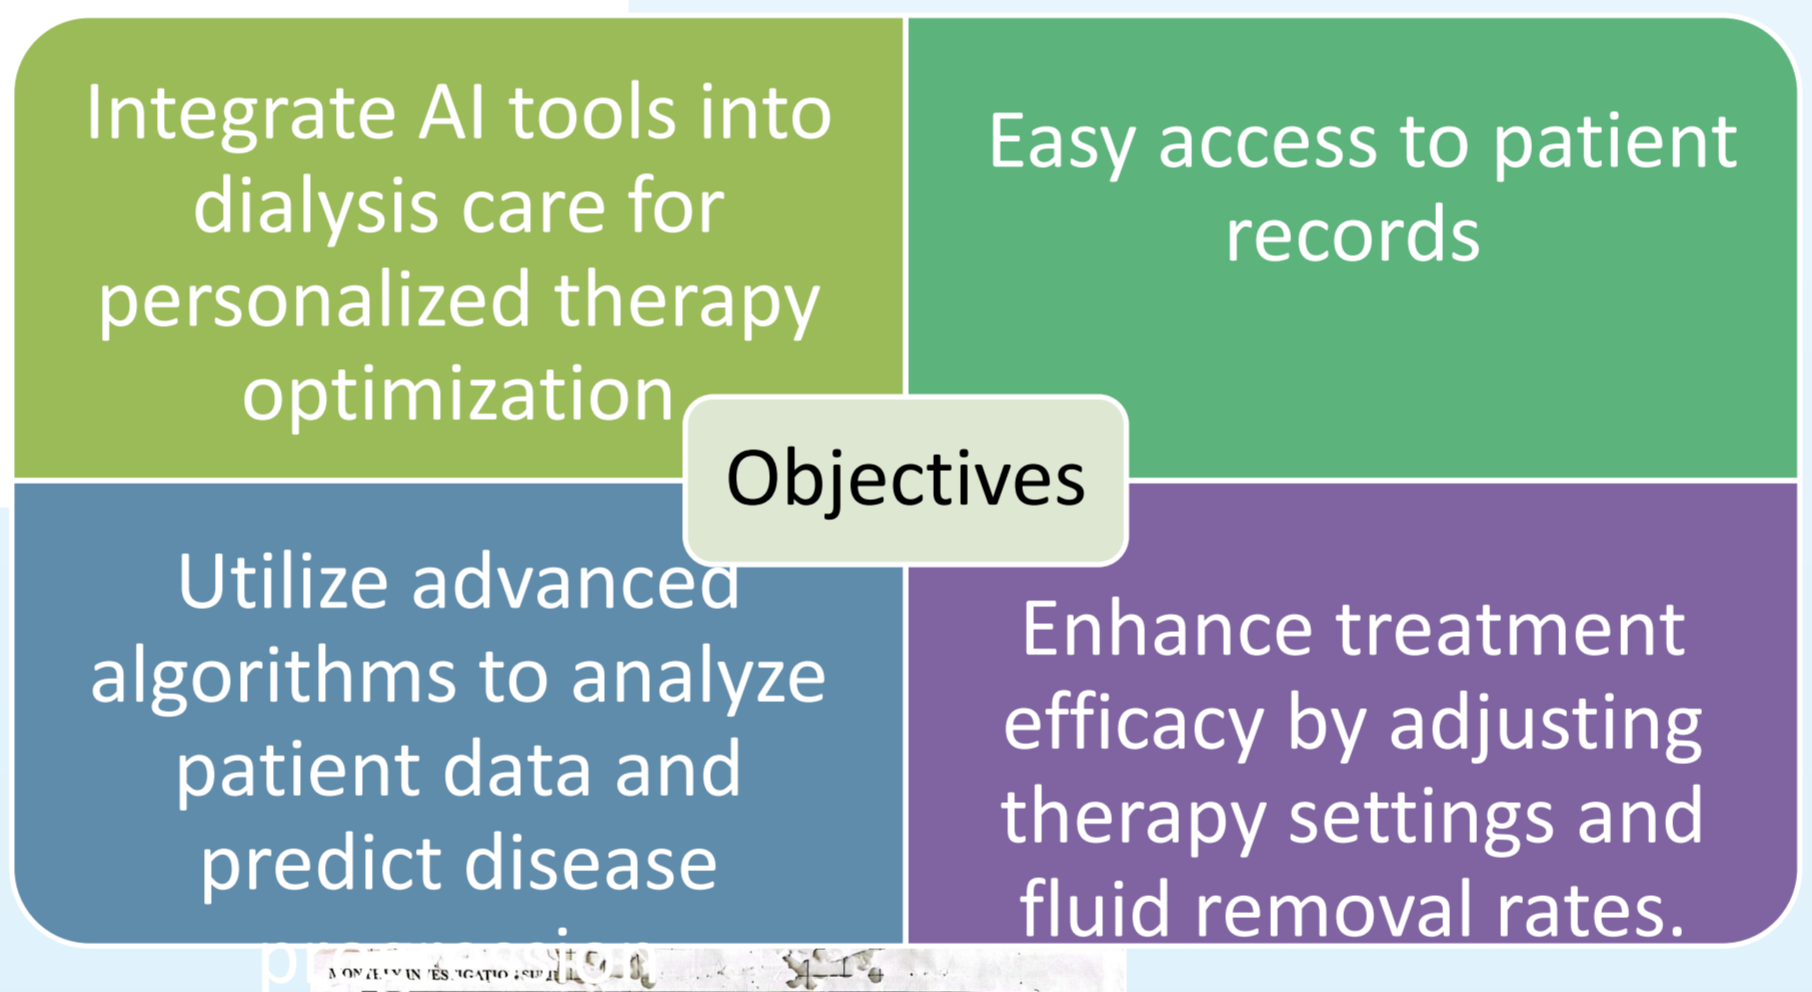 Integrate AI tools into
dialysis care for
personalized therapy
optimization
Easy access to patient
records
Objectives
Utilize advanced
algorithms to analyze
patient data and
predict disease
progression
Enhance treatment
efficacy by adjusting
therapy settings and
fluid removal rates.